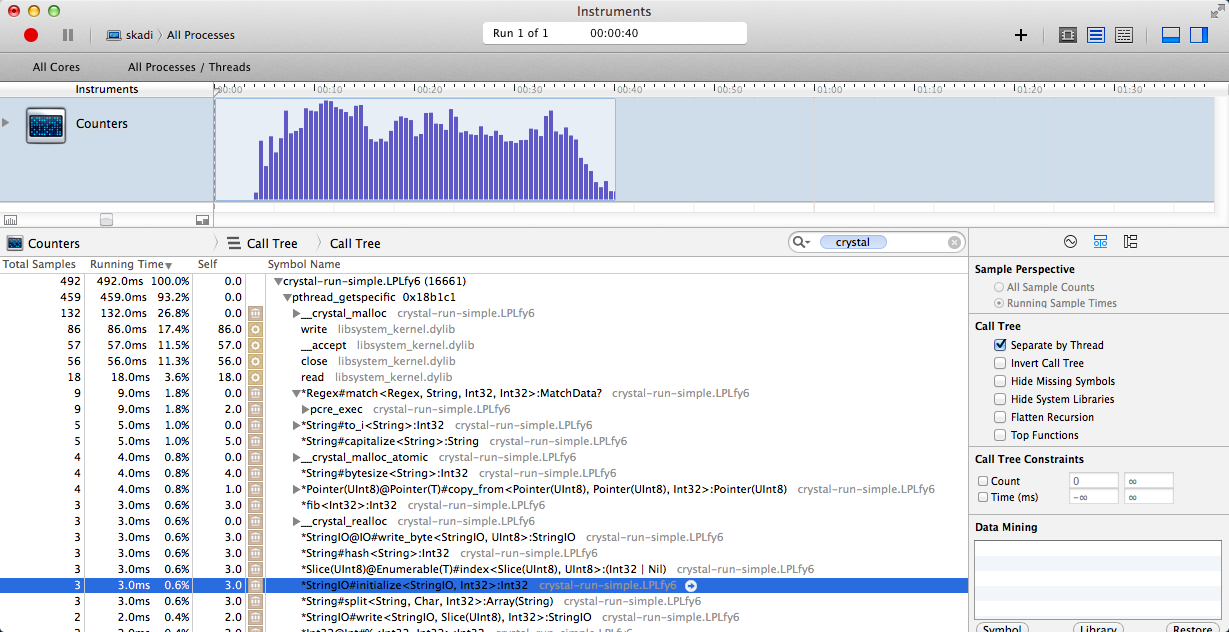 Instruments
skadi All Processes
Run 1 of 1 00:00:40
All Cores All Processes / Threads
Instruments 00:00 00:10 00:20 00:30 00:40 00:50 01:00 01:10 01:20 01:30
Counters
Counters Call Tree Call Tree crystal
Total Samples Running Time Self Symbol Name
492 492.0ms 100.0% 0.0 crystal-run-simple.LPLfy6 (16661)
459 459.0ms 93.2% 0.0 pthread_getspecific 0x18b1c1
132 132.0ms 26.8% 0.0 __crystal_malloc crystal-run-simple.LPLfy6
86 86.0ms 17.4% 86.0 write libsystem_kernel.dylib
57 57.0ms 11.5% 57.0 __accept libsystem_kernel.dylib
56 56.0ms 11.3% 56.0 close libsystem_kernel.dylib
18 18.0ms 3.6% 18.0 read libsystem_kernel.dylib
9 9.0ms 1.8% 0.0 *Regex#match<Regex, String, Int32, Int32>:MatchData? crystal-run-simple.LPLfy6
9 9.0ms 1.8% 2.0 pcre_exec crystal-run-simple.LPLfy6
5 5.0ms 1.0% 0.0 *String#to_i<String>:Int32 crystal-run-simple.LPLfy6
5 5.0ms 1.0% 5.0 *String#capitalize<String>:String crystal-run-simple.LPLfy6
4 4.0ms 0.8% 0.0 __crystal_malloc_atomic crystal-run-simple.LPLfy6
4 4.0ms 0.8% 4.0 *String#bytesize<String>:Int32 crystal-run-simple.LPLfy6
4 4.0ms 0.8% 1.0 *Pointer(UInt8)@Pointer(T)#copy_from<Pointer(UInt8), Pointer(UInt8), Int32>:Pointer(UInt8) crystal-run-simple.LPLfy6
3 3.0ms 0.6% 3.0 *fib<Int32>:Int32 crystal-run-simple.LPLfy6
3 3.0ms 0.6% 0.0 __crystal_realloc crystal-run-simple.LPLfy6
3 3.0ms 0.6% 3.0 *StringIO@IO#write_byte<StringIO, UInt8>:StringIO crystal-run-simple.LPLfy6
3 3.0ms 0.6% 3.0 *String#hash<String>:Int32 crystal-run-simple.LPLfy6
3 3.0ms 0.6% 3.0 *Slice(UInt8)@Enumerable(T)#index<Slice(UInt8), UInt8>:(Int32 | Nil) crystal-run-simple.LPLfy6
3 3.0ms 0.6% 3.0 *StringIO#initialize<StringIO, Int32>:Int32 crystal-run-simple.LPLfy6
3 3.0ms 0.6% 3.0 *String#split<String, Char, Int32>:Array(String) crystal-run-simple.LPLfy6
2 2.0ms 0.4% 2.0 *StringIO#write<StringIO, Slice(UInt8), Int32>:StringIO crystal-run-simple.LPLfy6
2 2.0ms 0.4% 2.0
Sample Perspective
All Sample Counts
Running Sample Times
Call Tree
Separate by Thread
Invert Call Tree
Hide Missing Symbols
Hide System Libraries
Flatten Recursion
Top Functions
Call Tree Constraints
Count 0 ∞
Time (ms) -∞ ∞
Data Mining
Symbol Library Restore